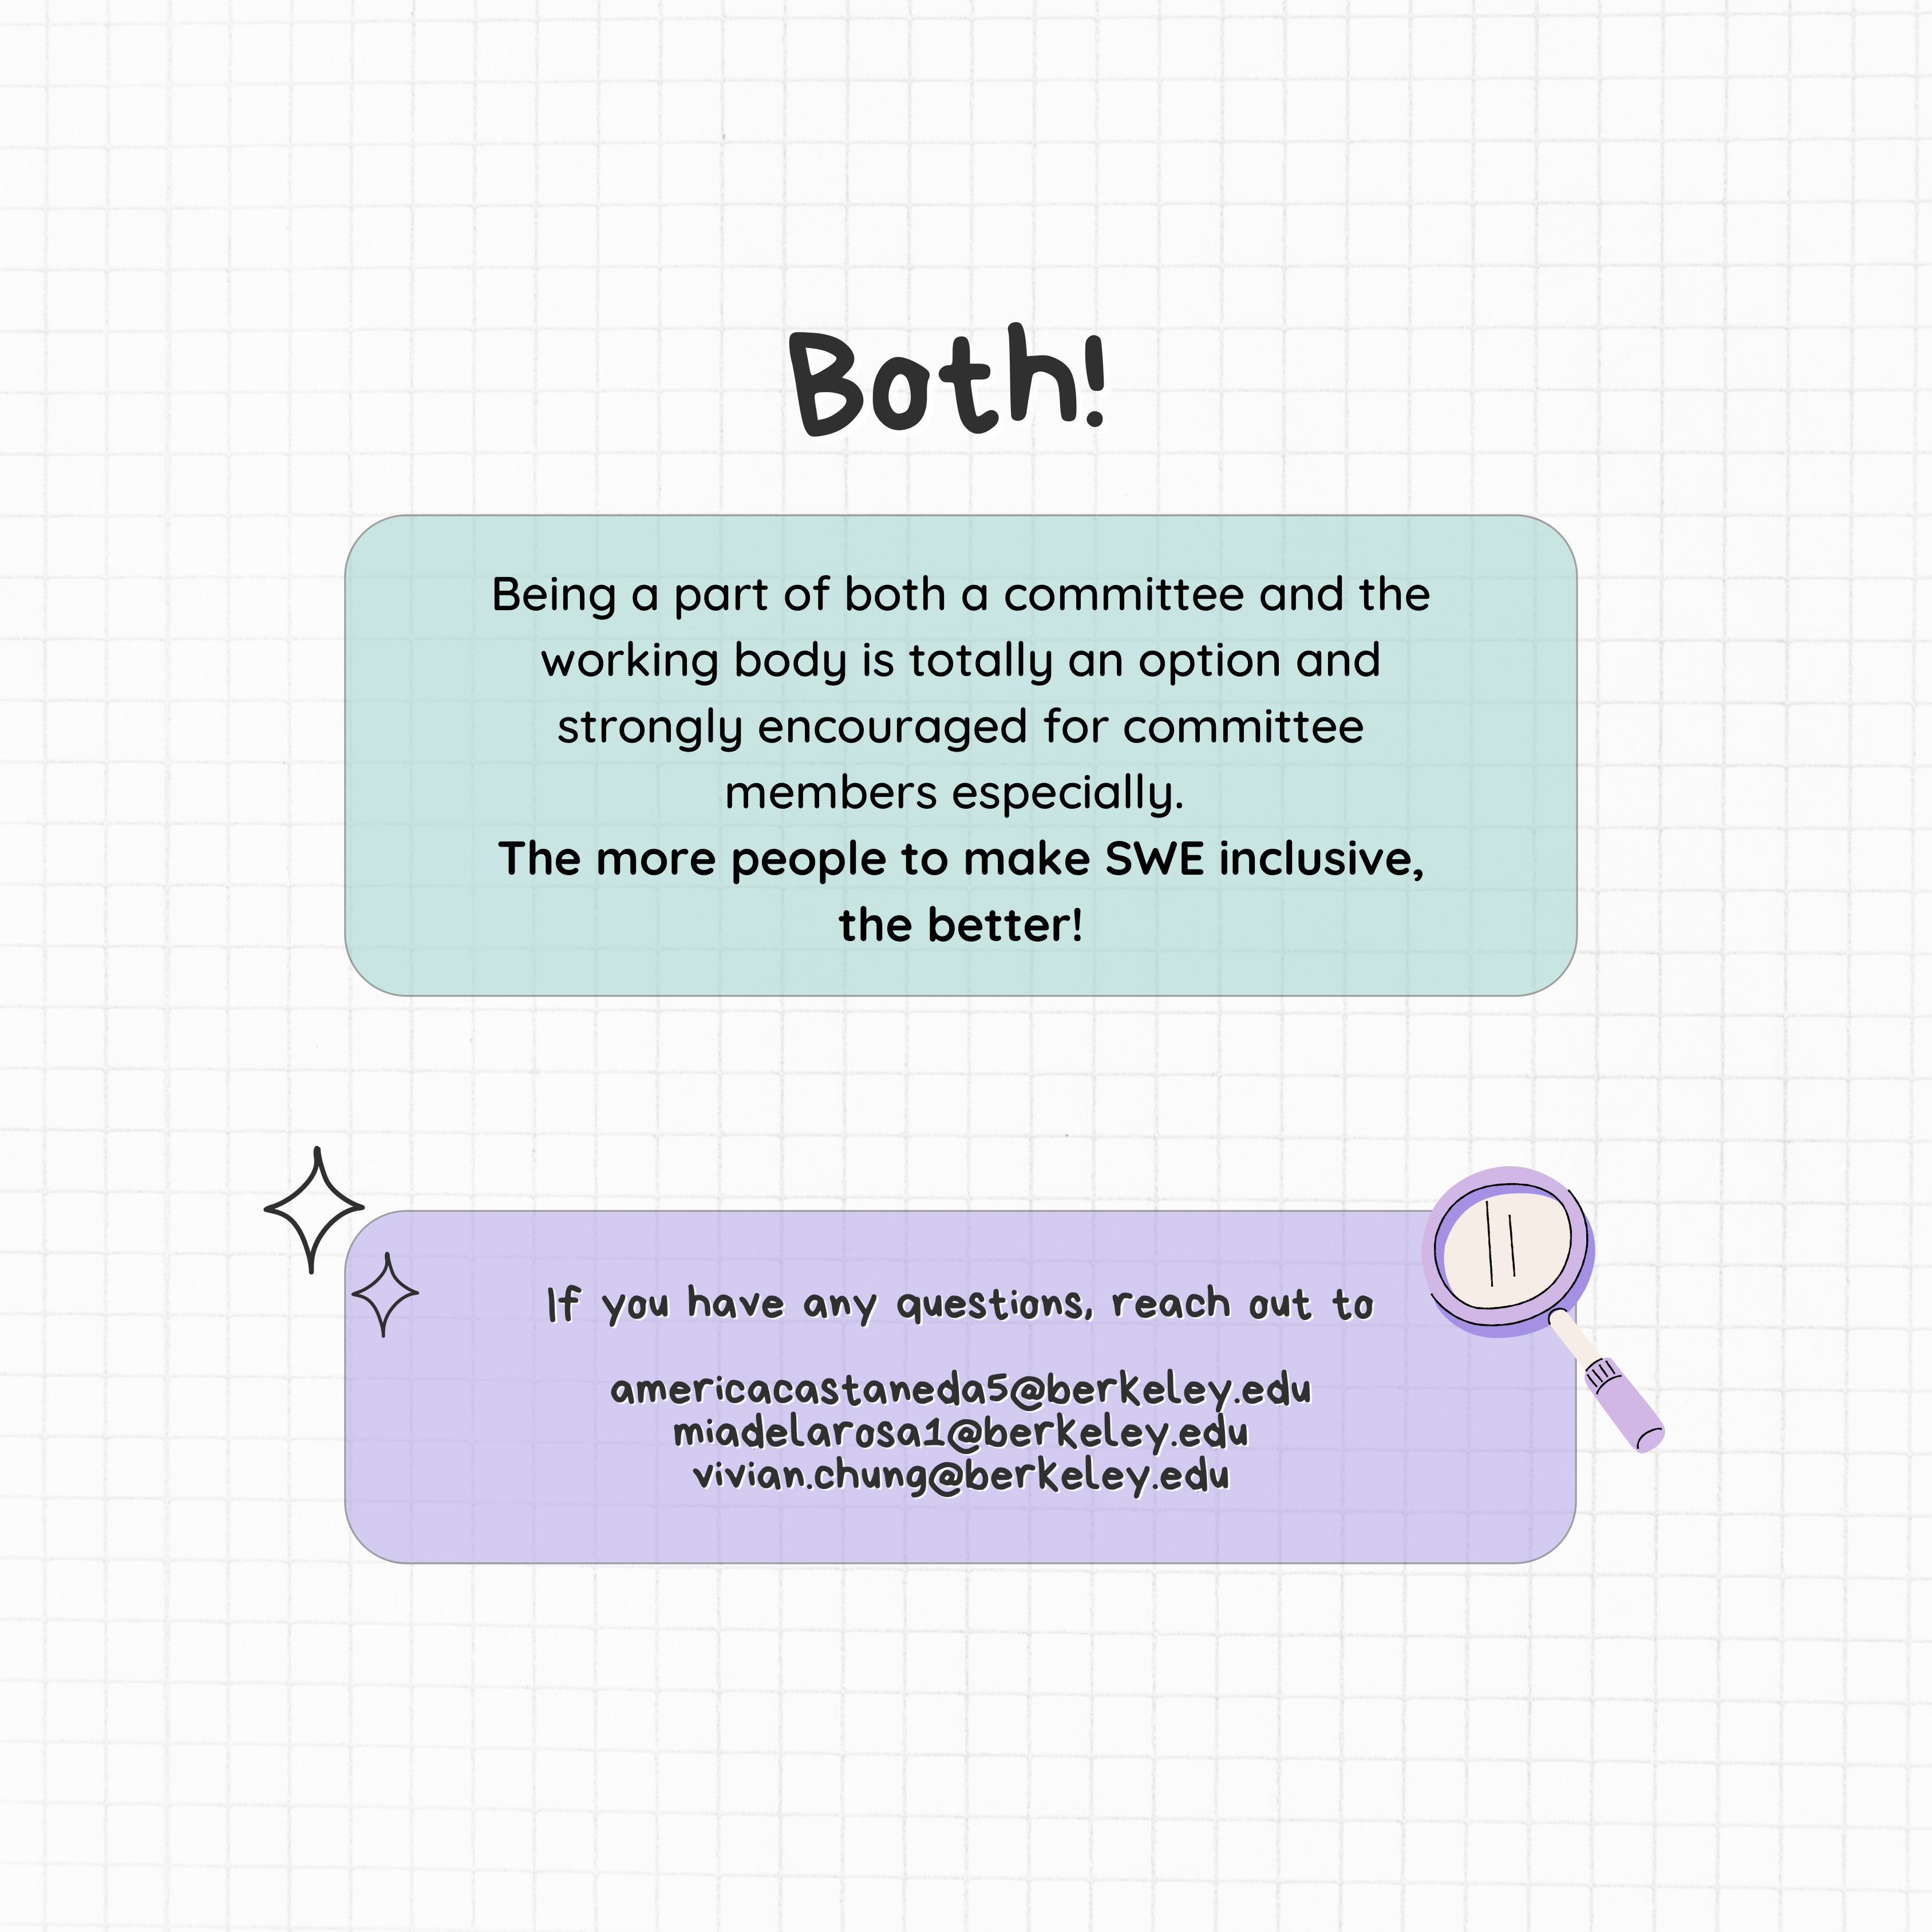 Both!
Being a part of both a committee and the
working body is totally an option and
strongly encouraged for committee
members especially.
The more people to make SWE inclusive,
the better!
If you have any questions, reach out to
americacastaneda5@berkeley.edu
miadelarosa1@berkeley.edu
vivian.chung@berkeley.edu